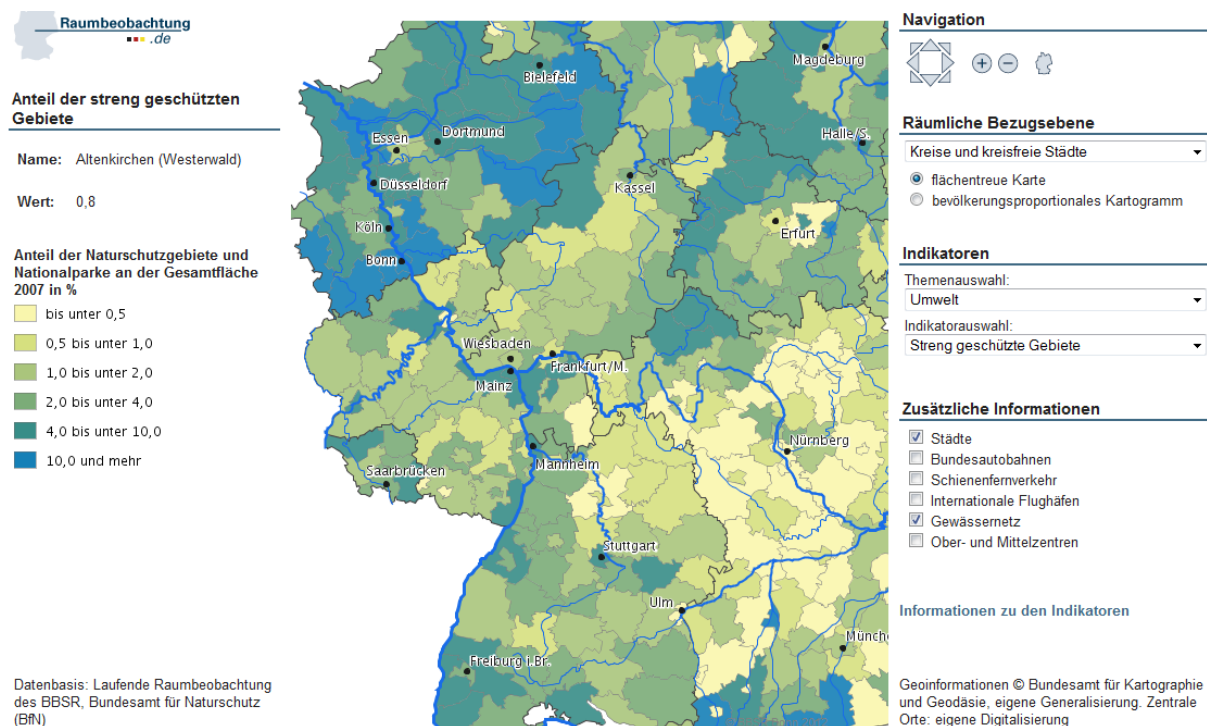 Raumbeobachtung
.de
Anteil der streng geschützten
Gebiete
Name: Altenkirchen (Westerwald)
Wert: 0,8
Anteil der Naturschutzgebiete und
Nationalparke an der Gesamtfläche
2007 in %
bis unter 0,5
0,5 bis unter 1,0
1,0 bis unter 2,0
2,0 bis unter 4,0
4,0 bis unter 10,0
10,0 und mehr
Datenbasis: Laufende Raumbeobachtung
des BBSR, Bundesamt für Naturschutz
(BfN)
Magdeburg
Bielefeld
Essen
Dortmund
Halle/S.
Düsseldorf
Kassel
Köln
Erfurt
Bonn
Wiesbaden
Frankfurt/M.
Mainz
Nürnberg
Mannheim
Saarbrücken
Stuttgart
Ulm
Münche
Freiburg i.Br.
Navigation
Räumliche Bezugsebene
Kreise und kreisfreie Städte
flächentreue Karte
bevölkerungsproportionales Kartogramm
Indikatoren
Themenauswahl:
Umwelt
Indikatorauswahl:
Streng geschützte Gebiete
Zusätzliche Informationen
Städte
Bundesautobahnen
Schienenfernverkehr
Internationale Flughäfen
Gewässernetz
Ober- und Mittelzentren
Informationen zu den Indikatoren
Geoinformationen © Bundesamt für Kartographie
und Geodäsie, eigene Generalisierung. Zentrale
Orte: eigene Digitalisierung